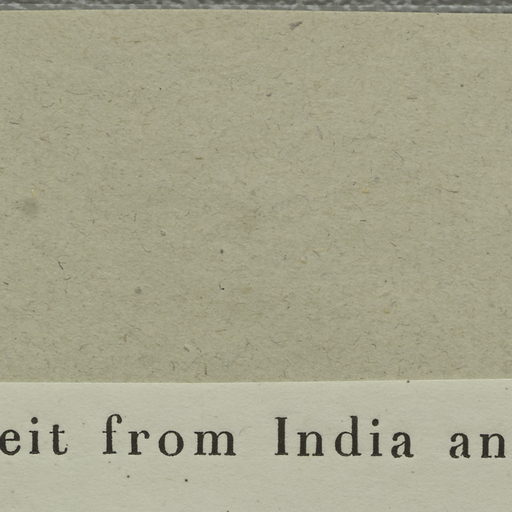 eit from India an